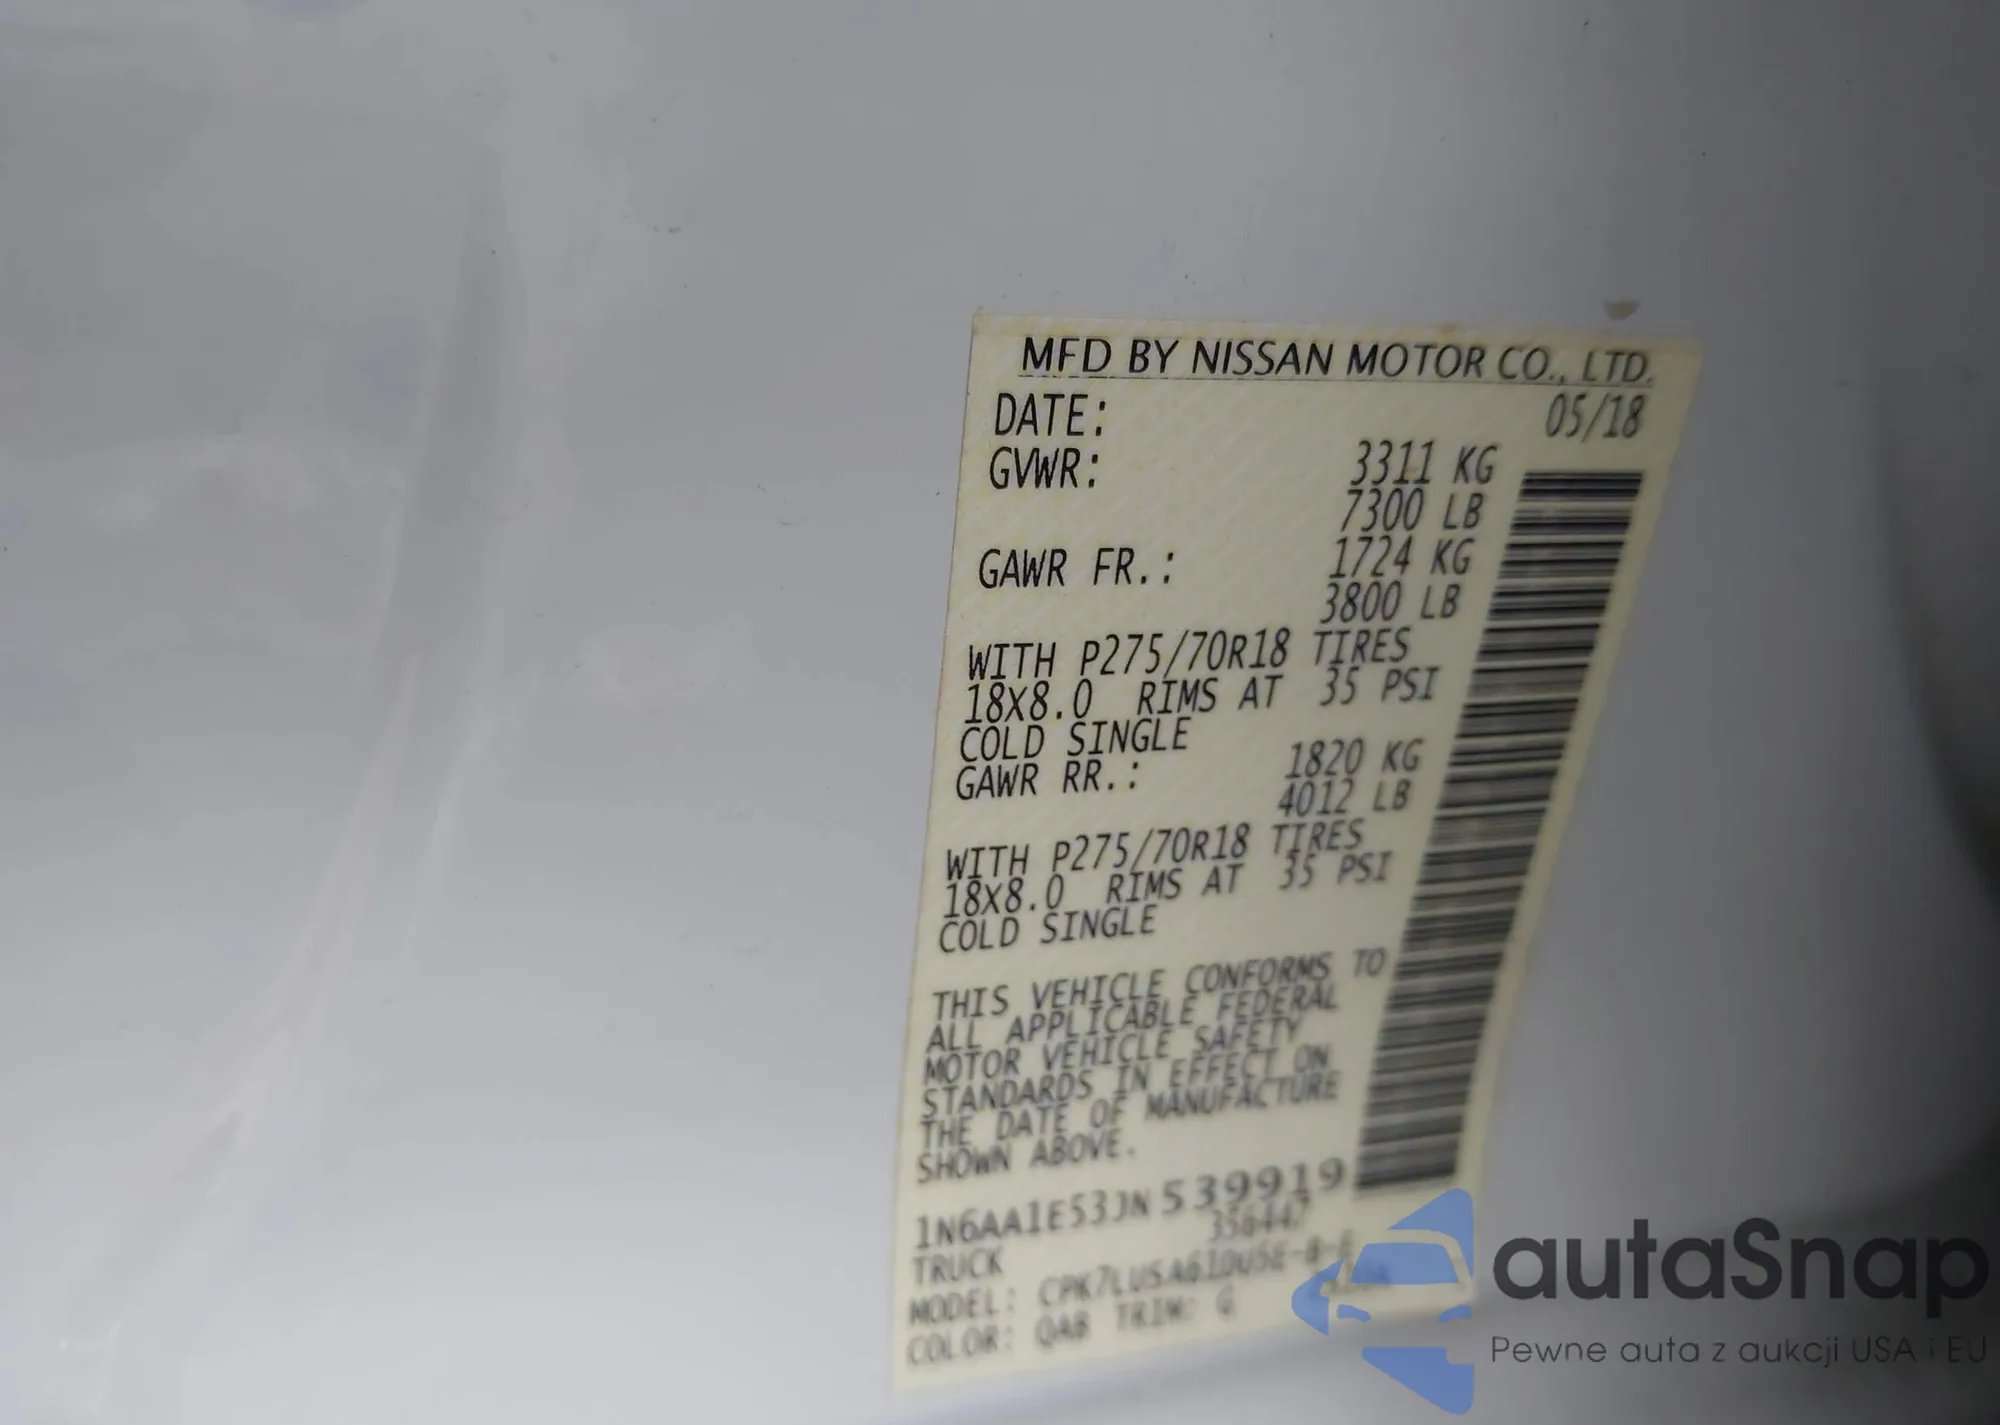 MFD BY NISSAN MOTOR CO., LTD.
DATE: 05/18
GVWR: 3311 KG
7300 LB
GAWR FR.: 1724 KG
3800 LB
WITH P275/70R18 TIRES
18X8.0 RIMS AT 35 PSI
COLD SINGLE
GAWR RR.: 1820 KG
4012 LB
WITH P275/70R18 TIRES
18X8.0 RIMS AT 35 PSI
COLD SINGLE
THIS VEHICLE CONFORMS TO
ALL APPLICABLE FEDERAL
MOTOR VEHICLE SAFETY
STANDARDS IN EFFECT ON
THE DATE OF MANUFACTURE
SHOWN ABOVE.
1N6AA1E53JN539919
356447
TRUCK
MODEL:
COLOR: QAB TRIM: G
autaSnap
Pewne auta z aukcji USA i EU